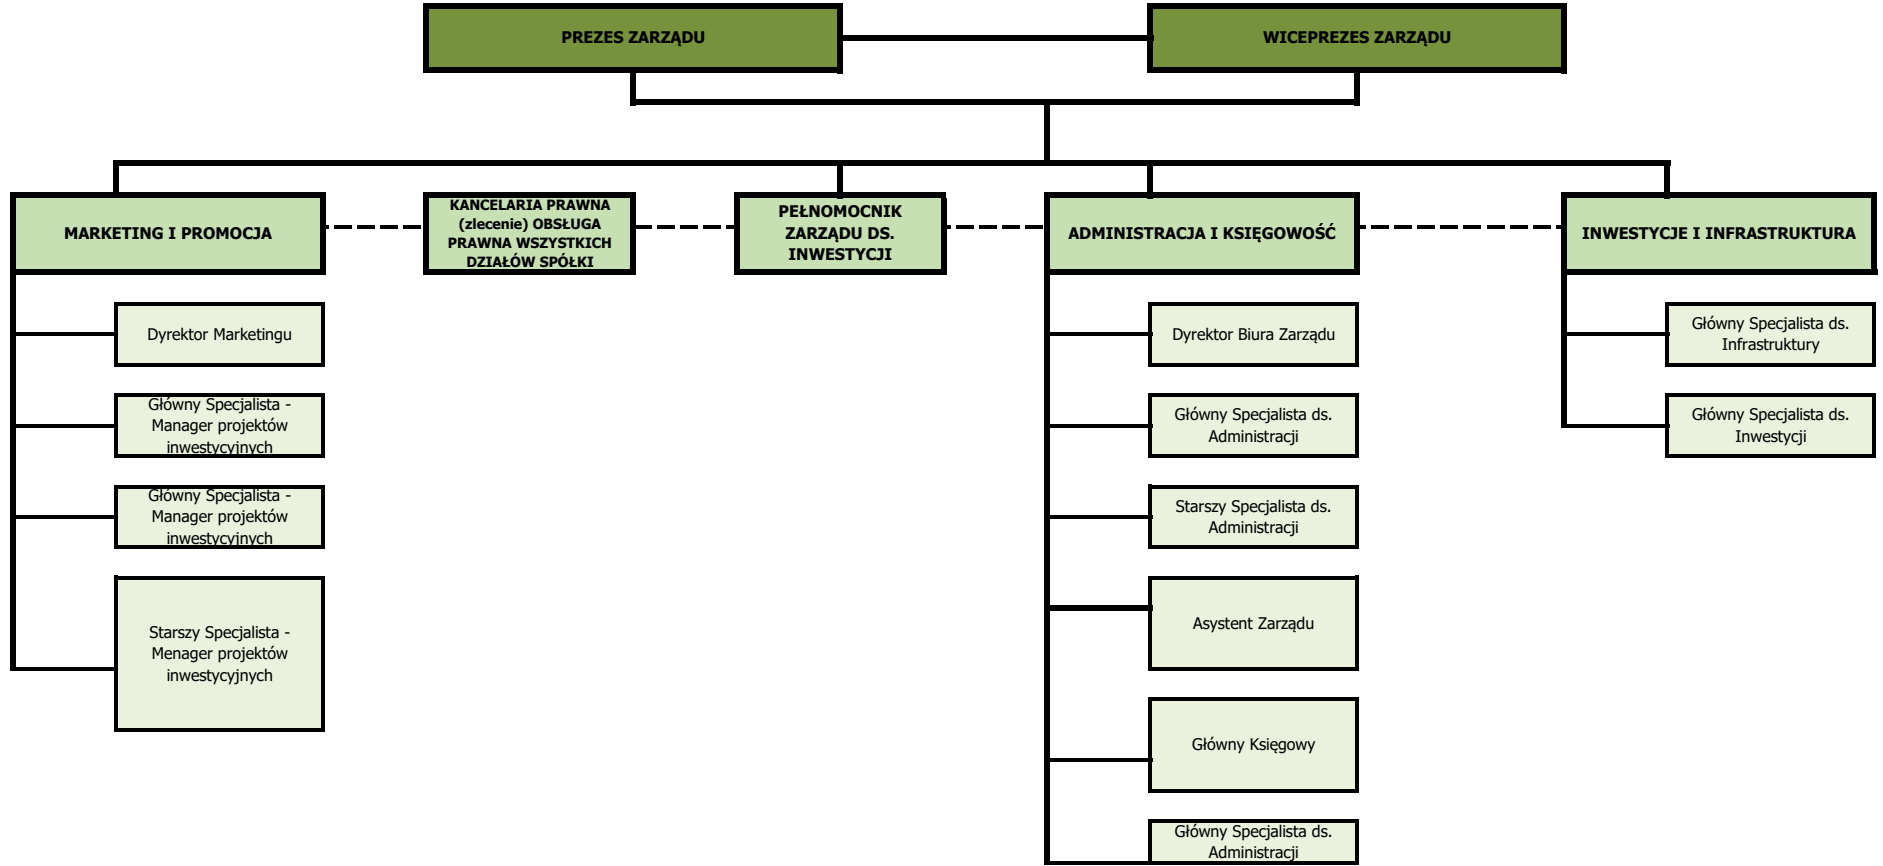 PREZES ZARZĄDU
WICEPREZES ZARZĄDU
MARKETING I PROMOCJA
KANCELARIA PRAWNA
(zlecenie) OBSŁUGA
PRAWNA WSZYSTKICH
DZIAŁÓW SPÓŁKI
PEŁNOMOCNIK
ZARZĄDU DS.
INWESTYCJI
ADMINISTRACJA I KSIĘGOWOŚĆ
INWESTYCJE I INFRASTRUKTURA
Dyrektor Marketingu
Główny Specjalista -
Manager projektów
inwestycyjnych
Główny Specjalista -
Manager projektów
inwestycyjnych
Starszy Specjalista -
Menager projektów
inwestycyjnych
Dyrektor Biura Zarządu
Główny Specjalista ds.
Administracji
Starszy Specjalista ds.
Administracji
Asystent Zarządu
Główny Księgowy
Główny Specjalista ds.
Administracji
Główny Specjalista ds.
Infrastruktury
Główny Specjalista ds.
Inwestycji